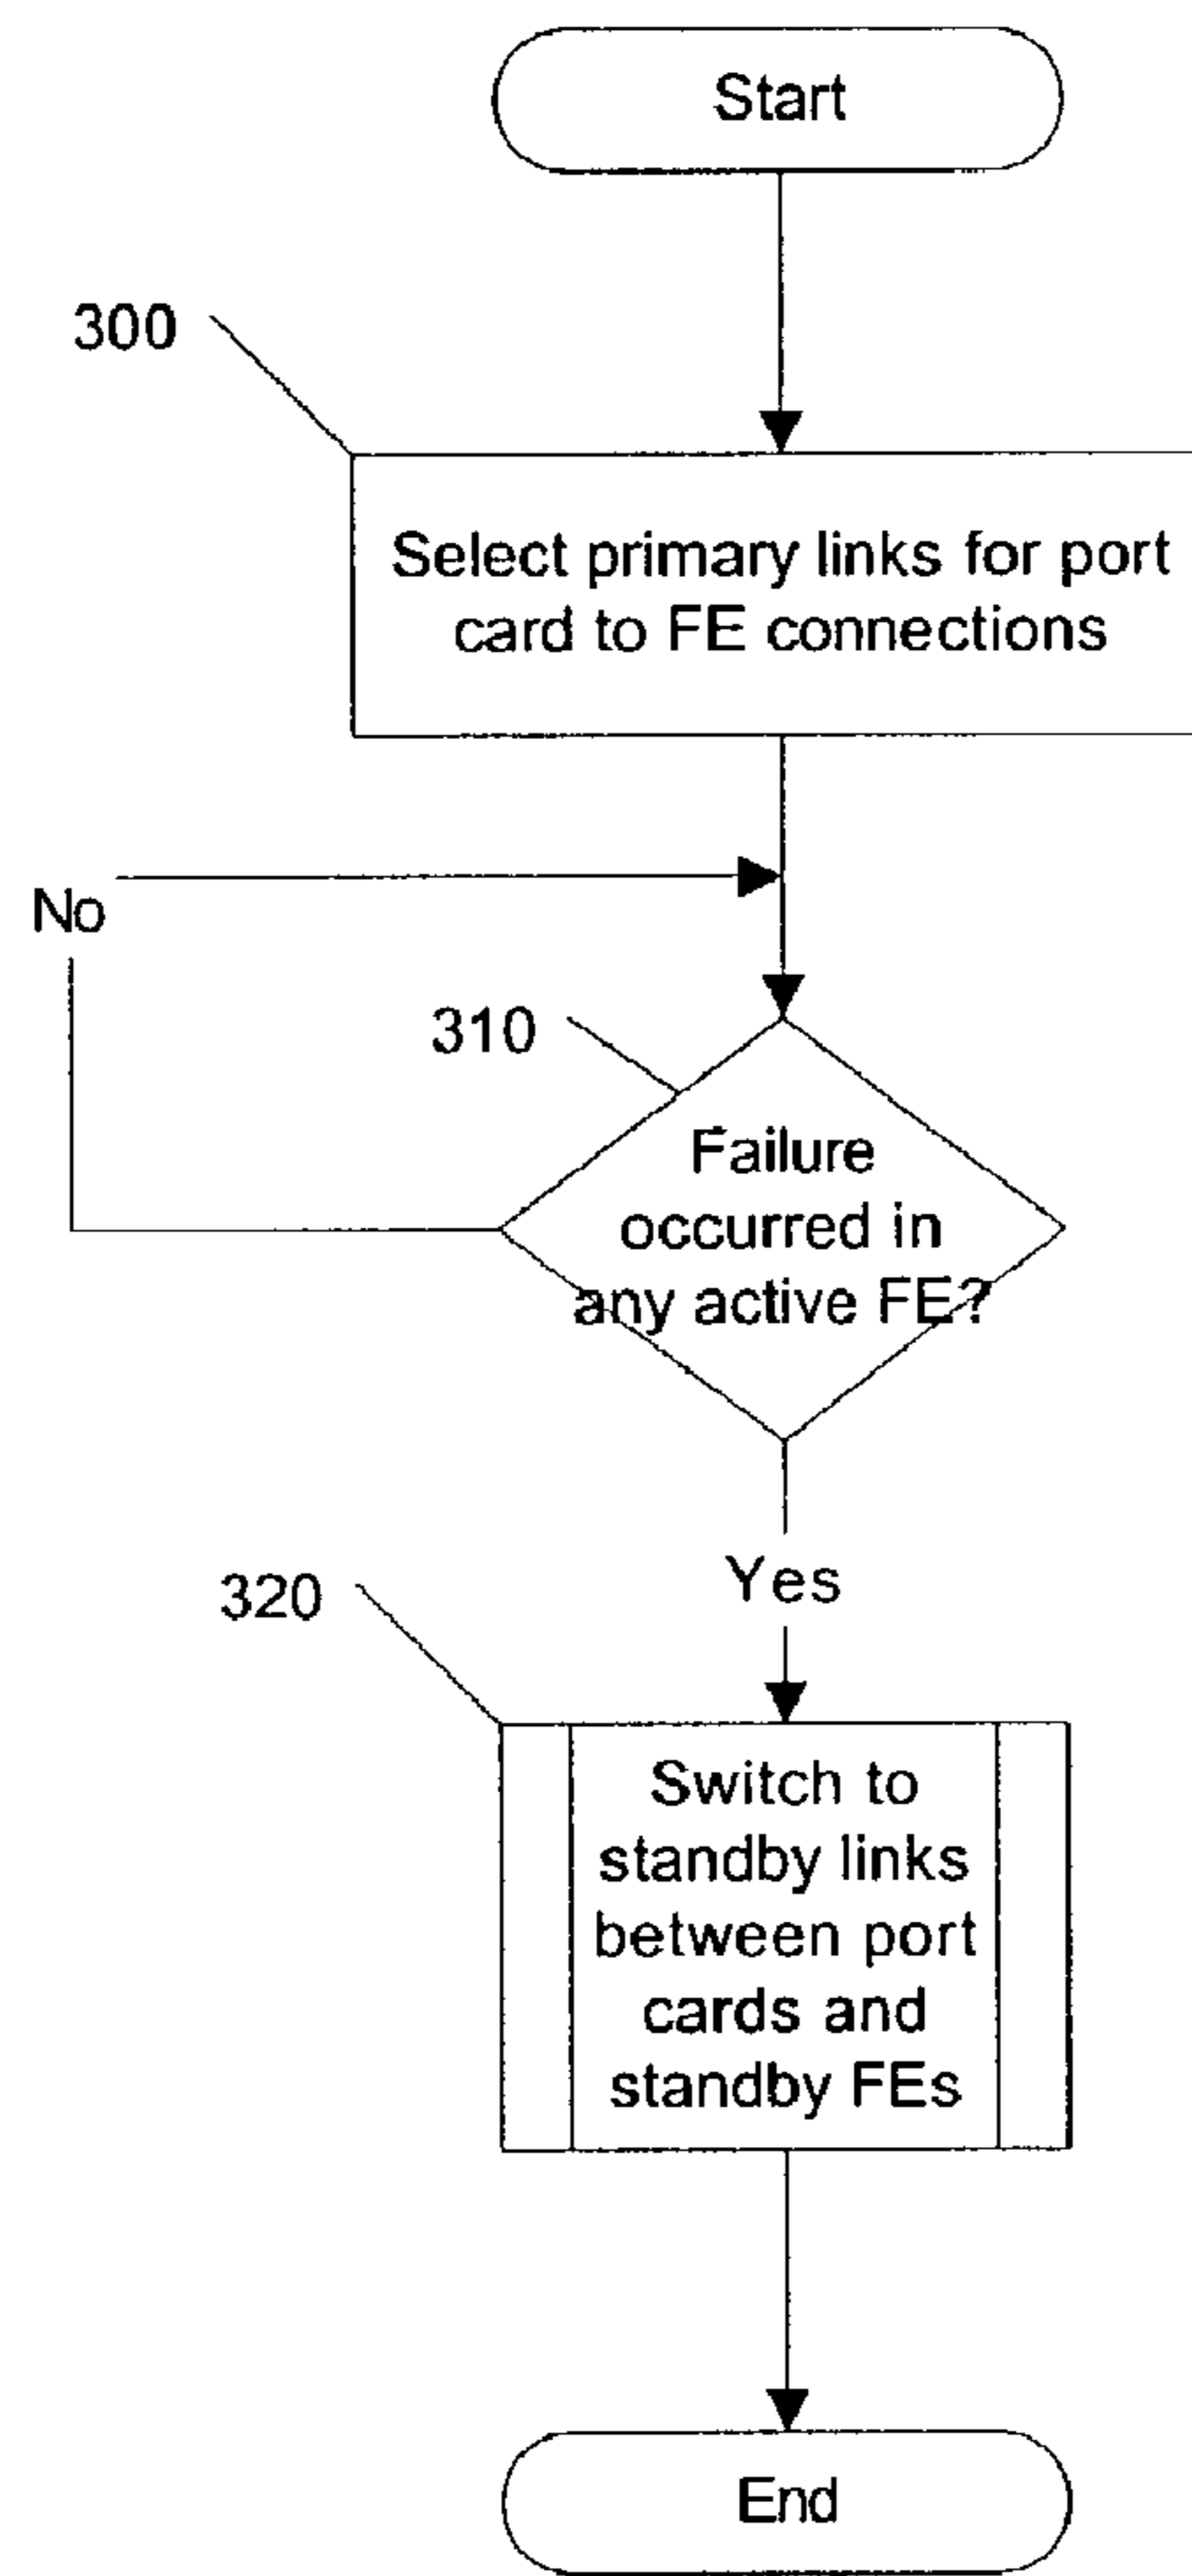 Start
300
Select primary links for port
card to FE connections
No
310
Failure
occurred in
any active FE?
Yes
320
Switch to
standby links
between port
cards and
standby FEs
End